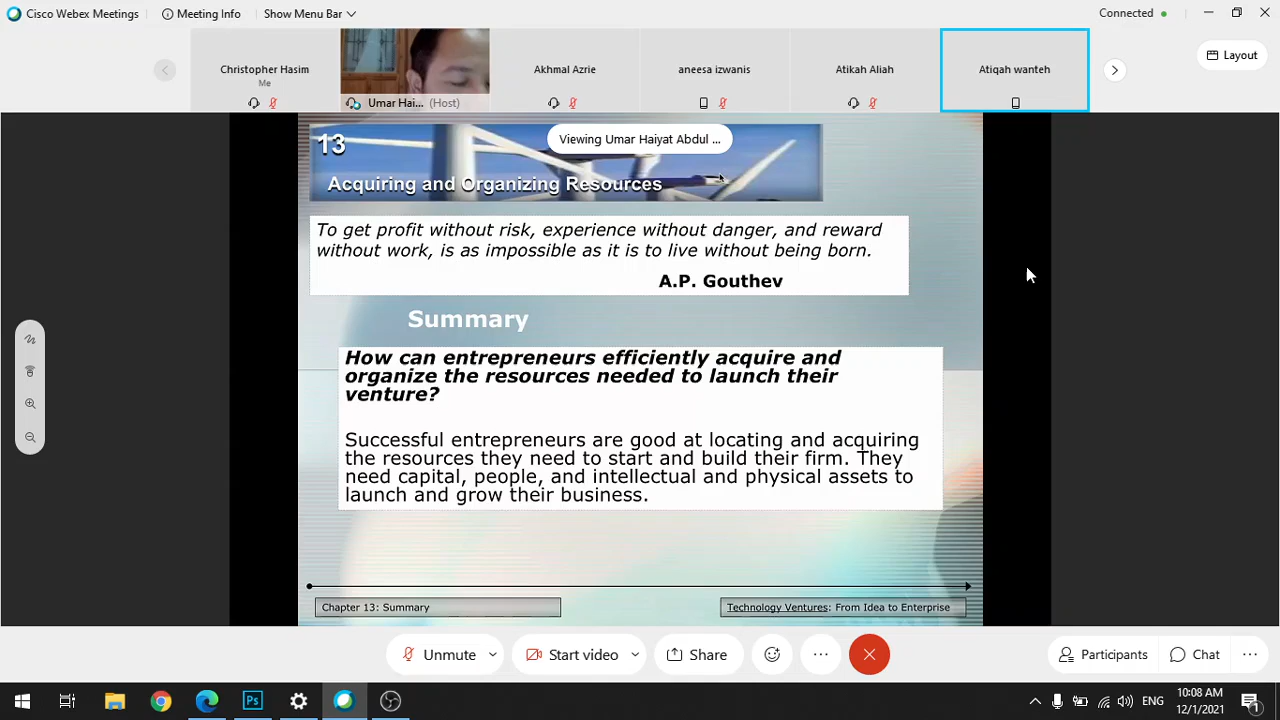 Cisco Webex Meetings
Meeting Info
Show Menu Bar
Connected
Christopher Hasim
Me
Umar Hai... (Host)
Akhmal Azrie
aneesa izwanis
Atikah Aliah
Atiqah wanteh
Layout
13
Viewing Umar Haiyat Abdul ...
Acquiring and Organizing Resources
To get profit without risk, experience without danger, and reward
without work, is as impossible as it is to live without being born.
A.P. Gouthev
Summary
How can entrepreneurs efficiently acquire and
organize the resources needed to launch their
venture?
Successful entrepreneurs are good at locating and acquiring
the resources they need to start and build their firm. They
need capital, people, and intellectual and physical assets to
launch and grow their business.
Chapter 13: Summary
Technology Ventures: From Idea to Enterprise
Unmute
Start video
Share
Participants
Chat
Ps
ENG
10:08 AM
12/1/2021
1